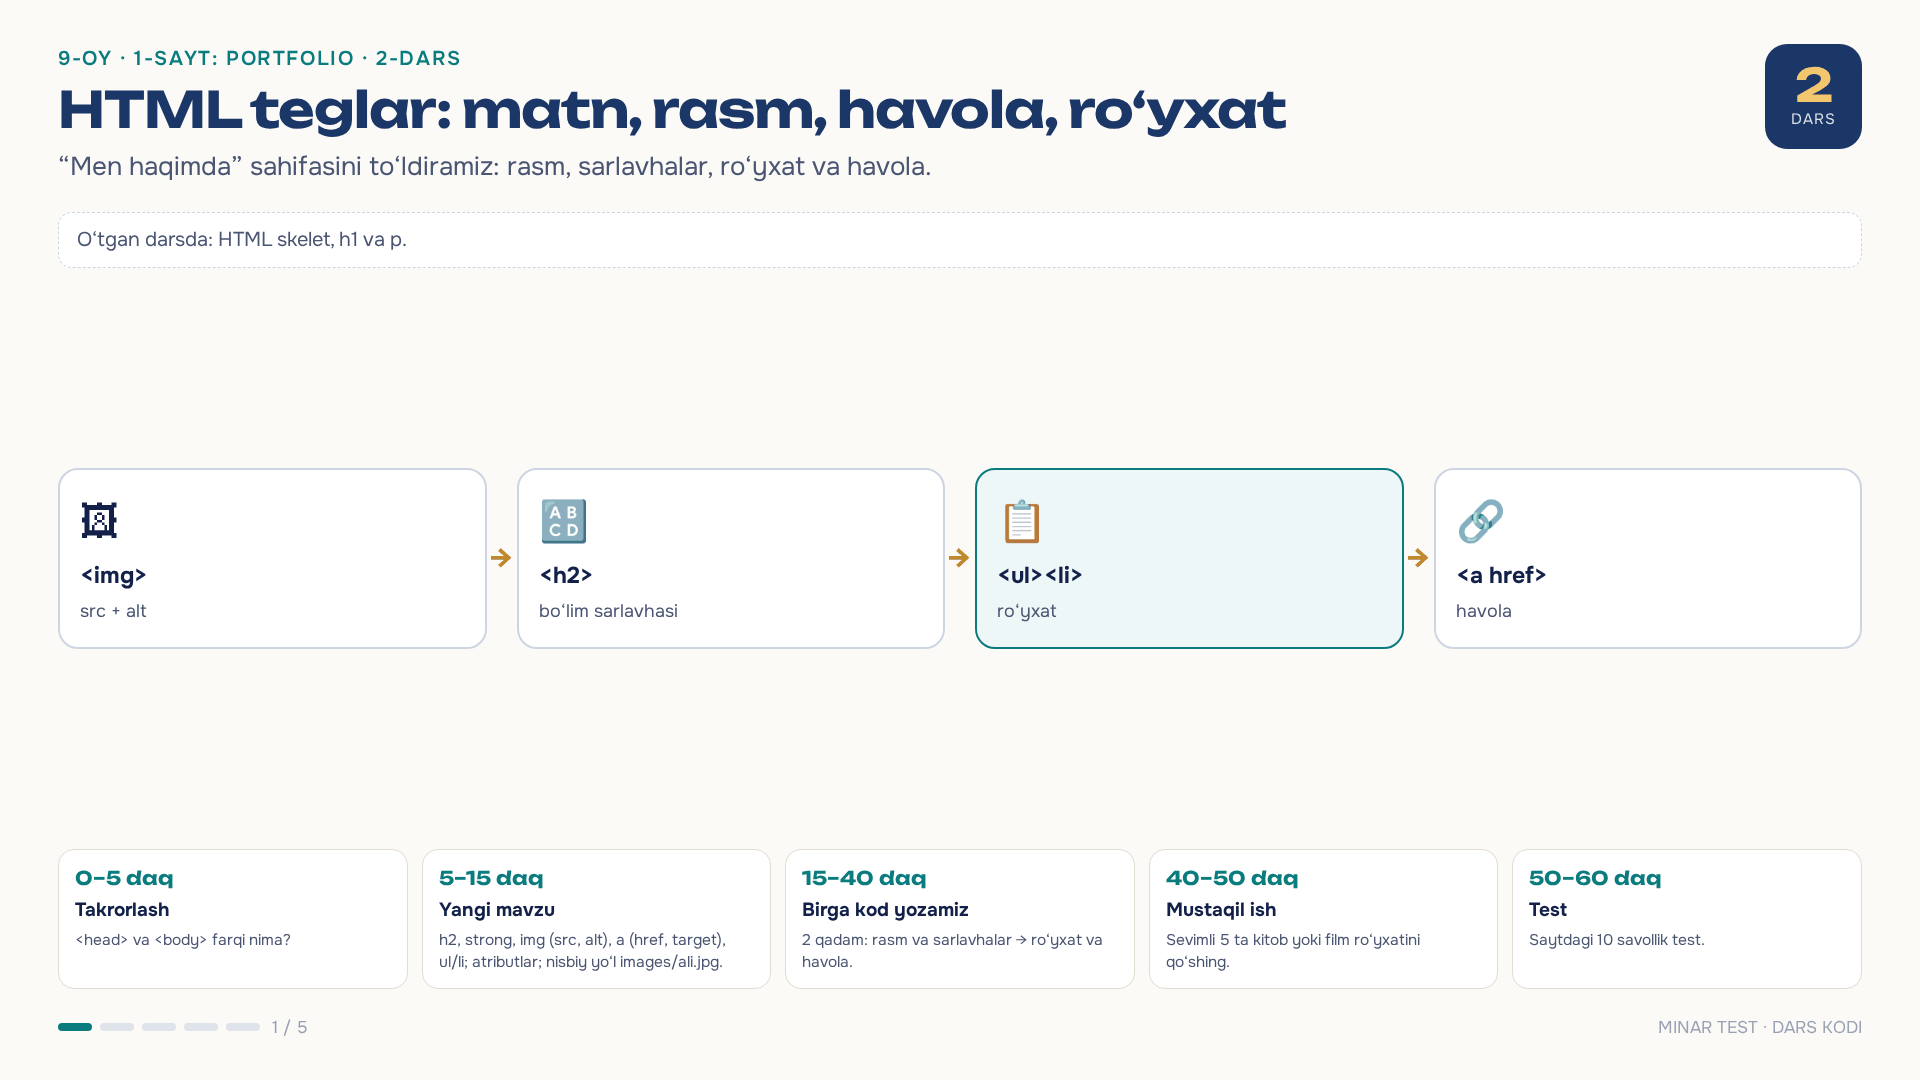 9-OY · 1-SAYT: PORTFOLIO · 2-DARS
HTML teglar: matn, rasm, havola, ro‘yxat
“Men haqimda” sahifasini to‘ldiramiz: rasm, sarlavhalar, ro‘yxat va havola.
2
DARS
O‘tgan darsda: HTML skelet, h1 va p.
<img>
src + alt
→
<h2>
bo‘lim sarlavhasi
→
<ul><li>
ro‘yxat
→
<a href>
havola
0–5 daq
Takrorlash
<head> va <body> farqi nima?
5–15 daq
Yangi mavzu
h2, strong, img (src, alt), a (href, target),
ul/li; atributlar; nisbiy yo‘l images/ali.jpg.
15–40 daq
Birga kod yozamiz
2 qadam: rasm va sarlavhalar → ro‘yxat va
havola.
40–50 daq
Mustaqil ish
Sevimli 5 ta kitob yoki film ro‘yxatini
qo‘shing.
50–60 daq
Test
Saytdagi 10 savollik test.
1 / 5
MINAR TEST · DARS KODI